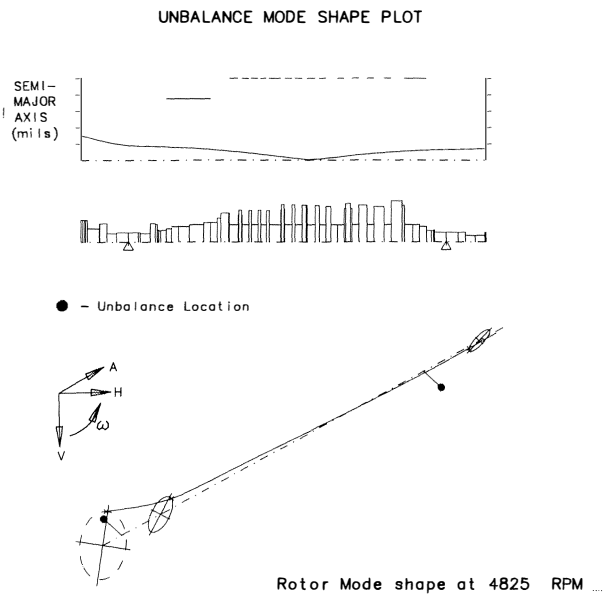 UNBALANCE MODE SHAPE PLOT
SEMI-
MAJOR
AXIS
(mils)
- Unbalance Location
A
H
ω
V
Rotor Mode shape at 4825 RPM